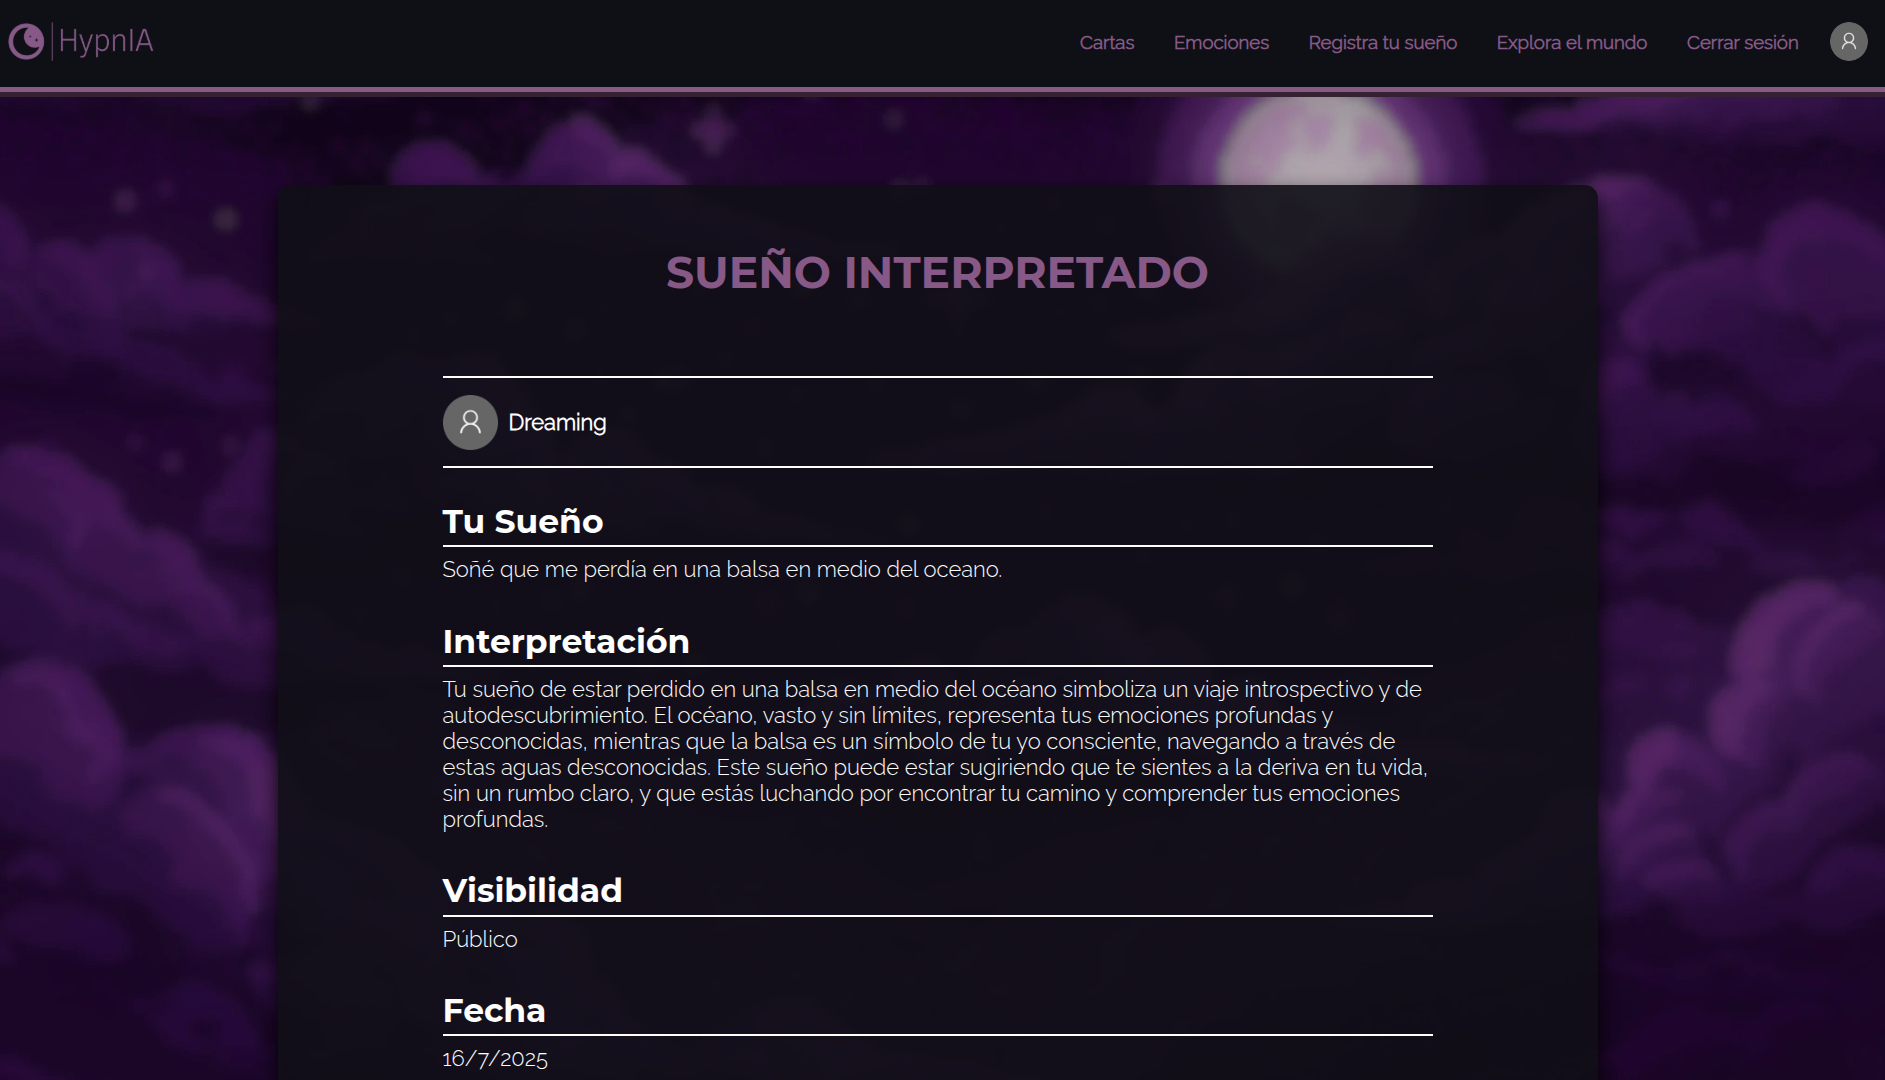 HypnIA
Cartas
Emociones
Registra tu sueño
Explora el mundo
Cerrar sesión
SUEÑO INTERPRETADO
Dreaming
Tu Sueño
Soñé que me perdía en una balsa en medio del oceano.
Interpretación
Tu sueño de estar perdido en una balsa en medio del océano simboliza un viaje introspectivo y de
autodescubrimiento. El océano, vasto y sin límites, representa tus emociones profundas y
desconocidas, mientras que la balsa es un símbolo de tu yo consciente, navegando a través de
estas aguas desconocidas. Este sueño puede estar sugiriendo que te sientes a la deriva en tu vida,
sin un rumbo claro, y que estás luchando por encontrar tu camino y comprender tus emociones
profundas.
Visibilidad
Público
Fecha
16/7/2025